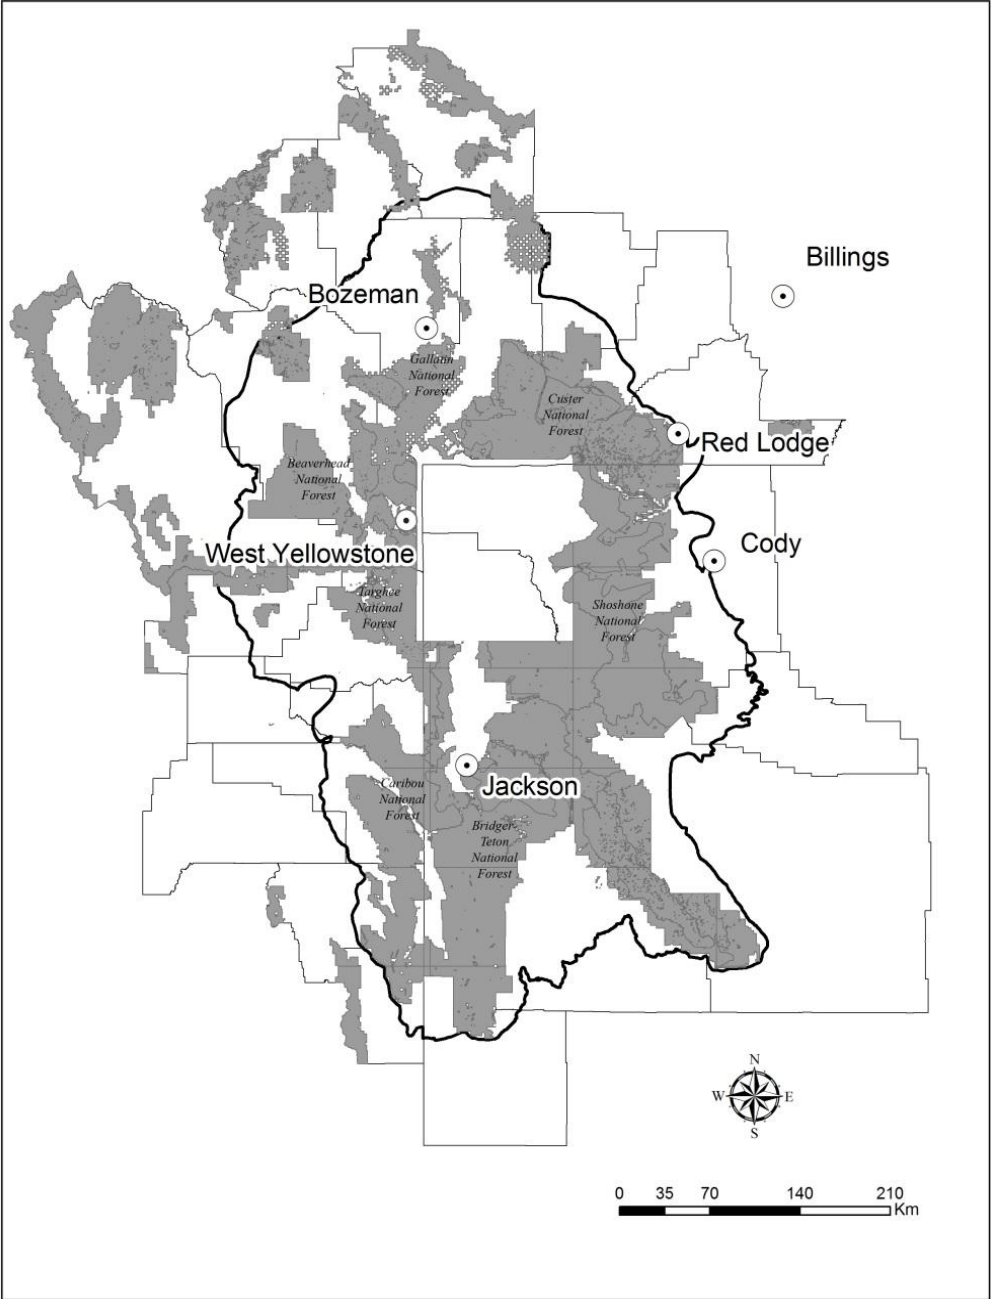 Billings
Bozeman
Gallatin
National
Forest
Custer
National
Forest
Red Lodge
Beaverhead
National
Forest
West Yellowstone
Cody
Targhee
National
Forest
Shoshone
National
Forest
Jackson
Caribou
National
Forest
Bridger-
Teton
National
Forest
N
W E
S
0 35 70 140 210
Km